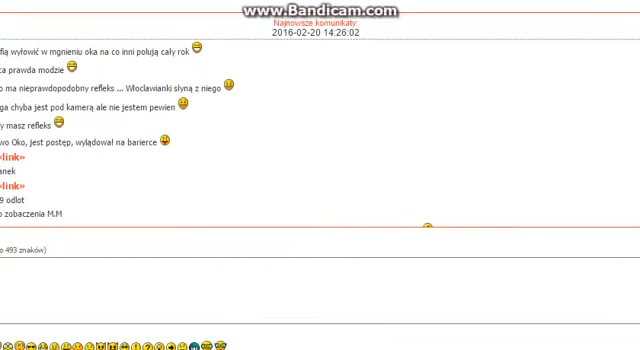 www.Bandicam.com
Najnowsze komunikaty:
2016-02-20 14:26:02
fią wyłowić w mgnieniu oka na co inni polują cały rok
ca prawda modzie
o ma nieprawdopodobny refleks ... Włocławianki słyną z niego
ga chyba jest pod kamerą ale nie jestem pewien
y masz refleks
wo Oko, jest postęp, wylądował na barierce
«link»
anek
«link»
9 odlot
o zobaczenia M.M
o 493 znaków)